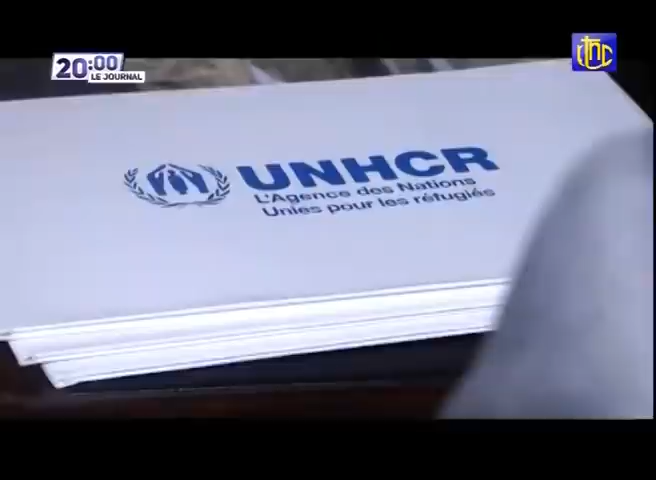 20:00
LE JOURNAL
UNHCR
L'Agence des Nations
Unies pour les réfugiés